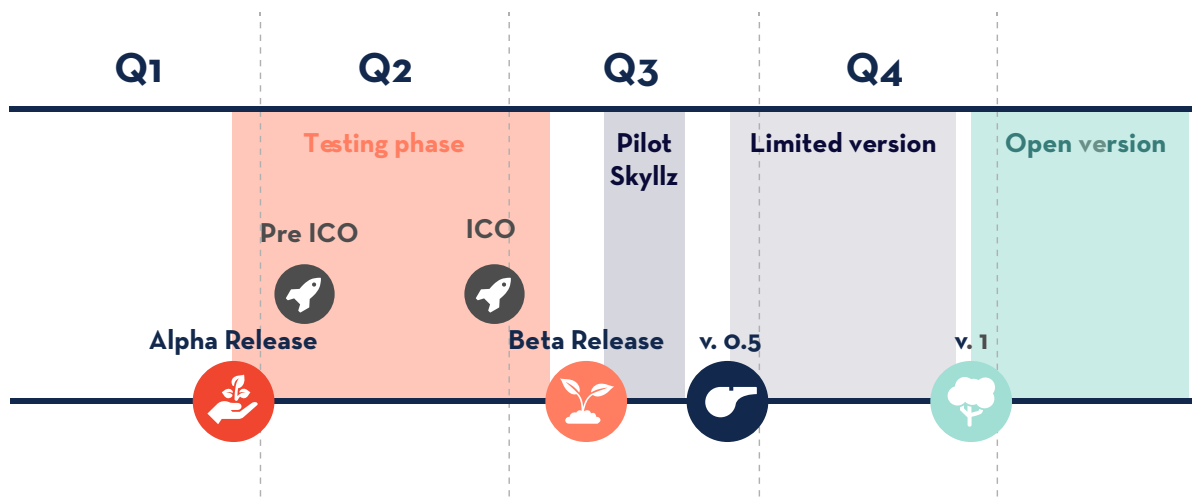 Q1
Q2
Q3
Q4
Testing phase
Pilot
Skyllz
Limited version
Open version
Pre ICO
ICO
Alpha Release
Beta Release
v. 0.5
v. 1